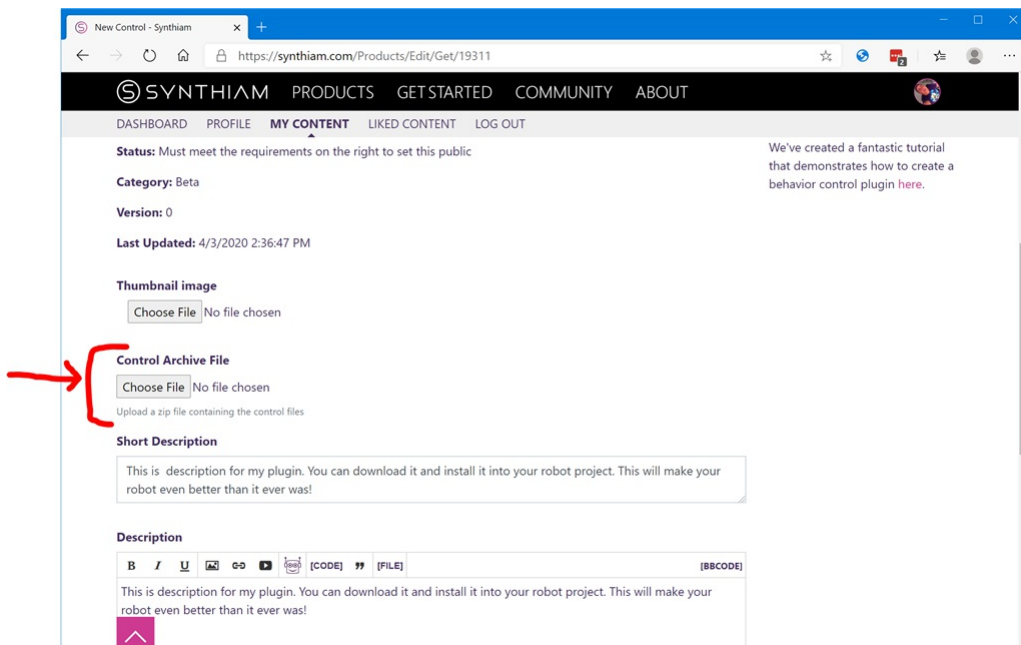 New Control - Synthiam
https://synthiam.com/Products/Edit/Get/19311
2
SYNTHIAM PRODUCTS GET STARTED COMMUNITY ABOUT
DASHBOARD PROFILE MY CONTENT LIKED CONTENT LOG OUT
Status: Must meet the requirements on the right to set this public
Category: Beta
Version: 0
Last Updated: 4/3/2020 2:36:47 PM
Thumbnail image
Choose File No file chosen
Control Archive File
Choose File No file chosen
Upload a zip file containing the control files
Short Description
This is description for my plugin. You can download it and install it into your robot project. This will make your
robot even better than it ever was!
Description
B I U [CODE] [FILE] [BBCODE]
This is description for my plugin. You can download it and install it into your robot project. This will make your
robot even better than it ever was!
We've created a fantastic tutorial
that demonstrates how to create a
behavior control plugin here.